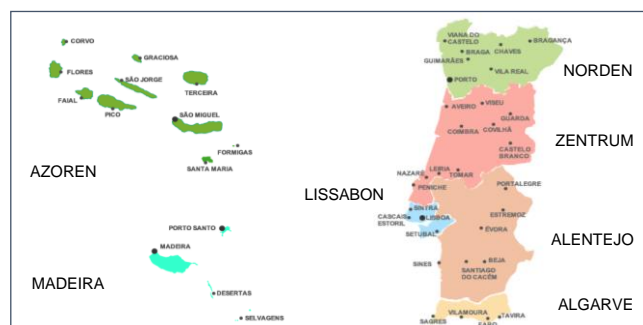 CORVO
GRACIOSA
FLORES
SÃO JORGE
TERCEIRA
FAIAL
PICO
SÃO MIGUEL
FORMIGAS
SANTA MARIA
AZOREN
PORTO SANTO
MADEIRA
MADEIRA
DESERTAS
SELVAGENS
VIANA DO
CASTELO
BRAGANÇA
BRAGA
CHAVES
GUIMARÃES
VILA REAL
PORTO
NORDEN
AVEIRO
VISEU
GUARDA
COIMBRA
COVILHÃ
CASTELO
BRANCO
ZENTRUM
LEIRIA
TOMAR
NAZARÉ
PENICHE
LISSABON
PORTALEGRE
SINTRA
CASCAIS
ESTORIL
LISBOA
ESTREMOZ
SETUBAL
ÉVORA
ALENTEJO
SINES
SANTIAGO
DO CACÉM
BEJA
ALGARVE
SAGRES
VILAMOURA
FARO
TAVIRA